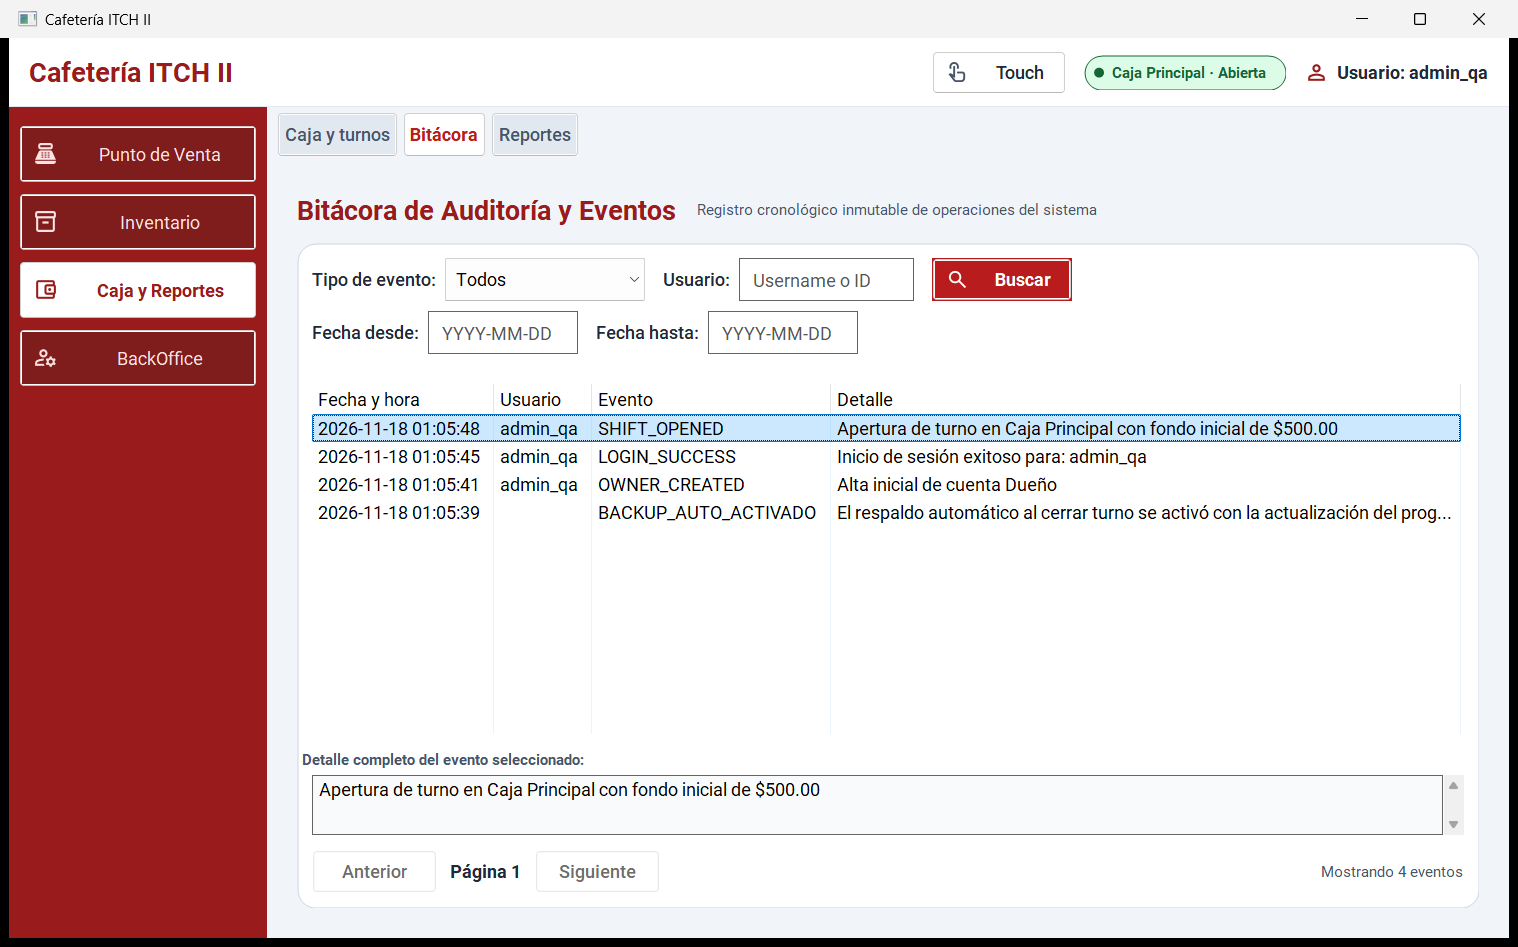 Cafetería ITCH II
Cafetería ITCH II
Touch
Caja Principal · Abierta
Usuario: admin_qa
Punto de Venta
Inventario
Caja y Reportes
BackOffice
Caja y turnos
Bitácora
Reportes
Bitácora de Auditoría y Eventos
Registro cronológico inmutable de operaciones del sistema
Tipo de evento: Todos
Usuario: Username o ID
Buscar
Fecha desde: YYYY-MM-DD
Fecha hasta: YYYY-MM-DD
Fecha y hora Usuario Evento Detalle
2026-11-18 01:05:48 admin_qa SHIFT_OPENED Apertura de turno en Caja Principal con fondo inicial de $500.00
2026-11-18 01:05:45 admin_qa LOGIN_SUCCESS Inicio de sesión exitoso para: admin_qa
2026-11-18 01:05:41 admin_qa OWNER_CREATED Alta inicial de cuenta Dueño
2026-11-18 01:05:39 BACKUP_AUTO_ACTIVADO El respaldo automático al cerrar turno se activó con la actualización del prog...
Detalle completo del evento seleccionado:
Apertura de turno en Caja Principal con fondo inicial de $500.00
Anterior
Página 1
Siguiente
Mostrando 4 eventos